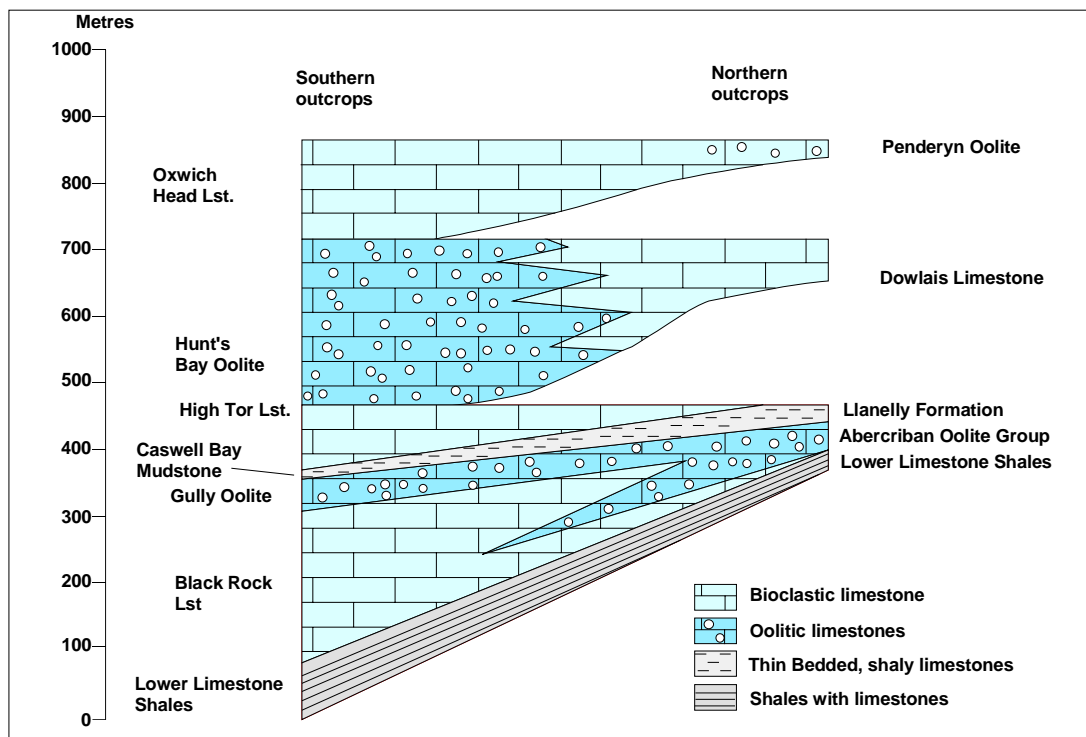 Metres
1000
900
800
700
600
500
400
300
200
100
0
Southern
outcrops
Northern
outcrops
Oxwich
Head Lst.
Hunt's
Bay Oolite
High Tor Lst.
Caswell Bay
Mudstone
Gully Oolite
Black Rock
Lst
Lower Limestone
Shales
Penderyn Oolite
Dowlais Limestone
Llanelly Formation
Abercriban Oolite Group
Lower Limestone Shales
Bioclastic limestone
Oolitic limestones
Thin Bedded, shaly limestones
Shales with limestones